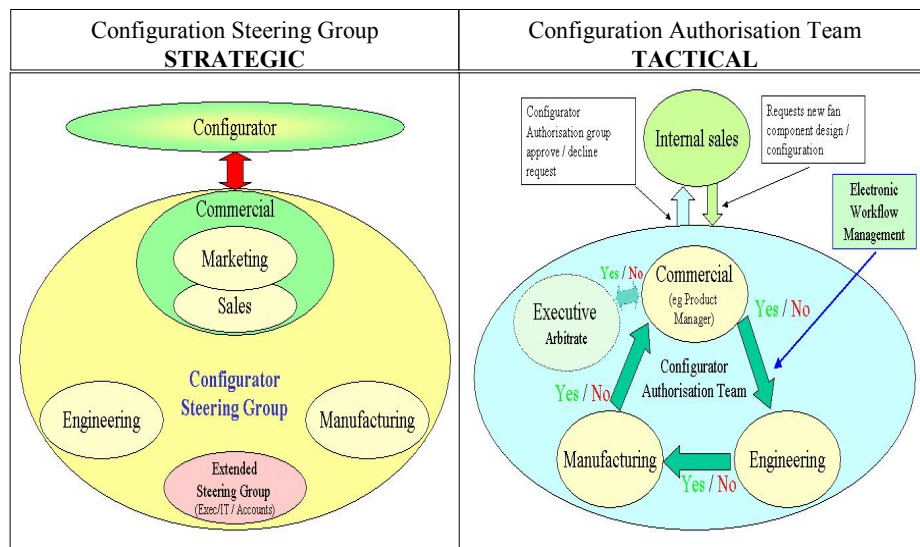 Configuration Steering Group
STRATEGIC
Configurator
Commercial
Marketing
Sales
Configurator
Steering Group
Engineering
Manufacturing
Extended
Steering Group
(Exec/IT / Accounts)
Configuration Authorisation Team
TACTICAL
Configurator
Authorisation group
approve / decline
request
Internal sales
Requests new fan
component design /
configuration
Electronic
Workflow
Management
Yes / No
Commercial
(eg Product
Manager)
Executive
Arbitrate
Yes / No
Configurator
Authorisation Team
Yes / No
Manufacturing
Engineering
Yes / No